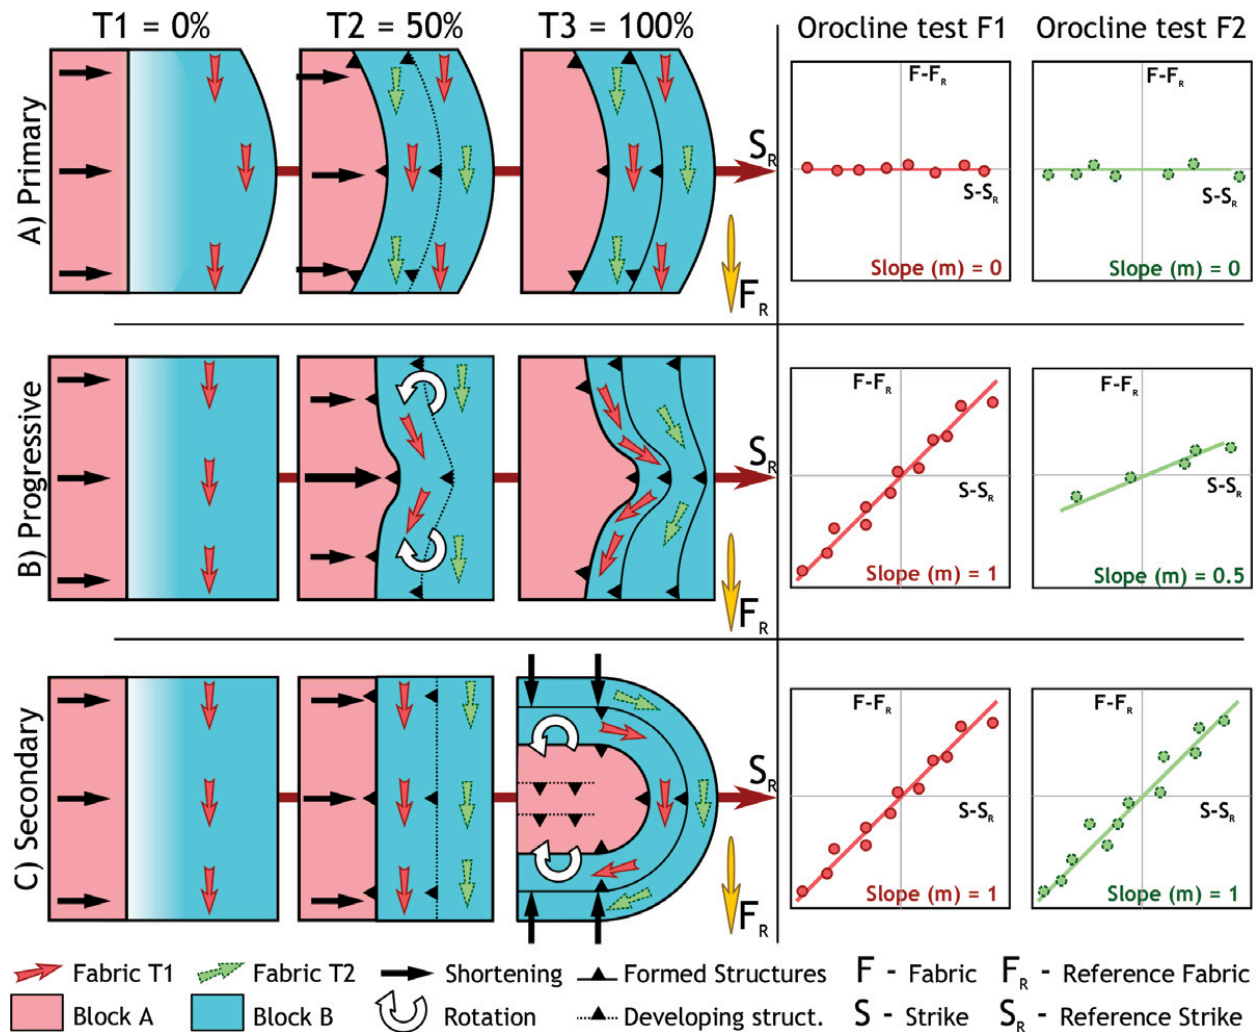 T1 = 0%
T2 = 50%
T3 = 100%
Orocline test F1
Orocline test F2
A) Primary
S R
F R
F-F R
S-S R
Slope (m) = 0
F-F R
S-S R
Slope (m) = 0
B) Progressive
S R
F R
F-F R
S-S R
Slope (m) = 1
F-F R
S-S R
Slope (m) = 0.5
C) Secondary
S R
F R
F-F R
S-S R
Slope (m) = 1
F-F R
S-S R
Slope (m) = 1
Fabric T1
Fabric T2
Shortening
Formed Structures
F - Fabric
F R - Reference Fabric
Block A
Block B
Rotation
Developing struct.
S - Strike
S R - Reference Strike